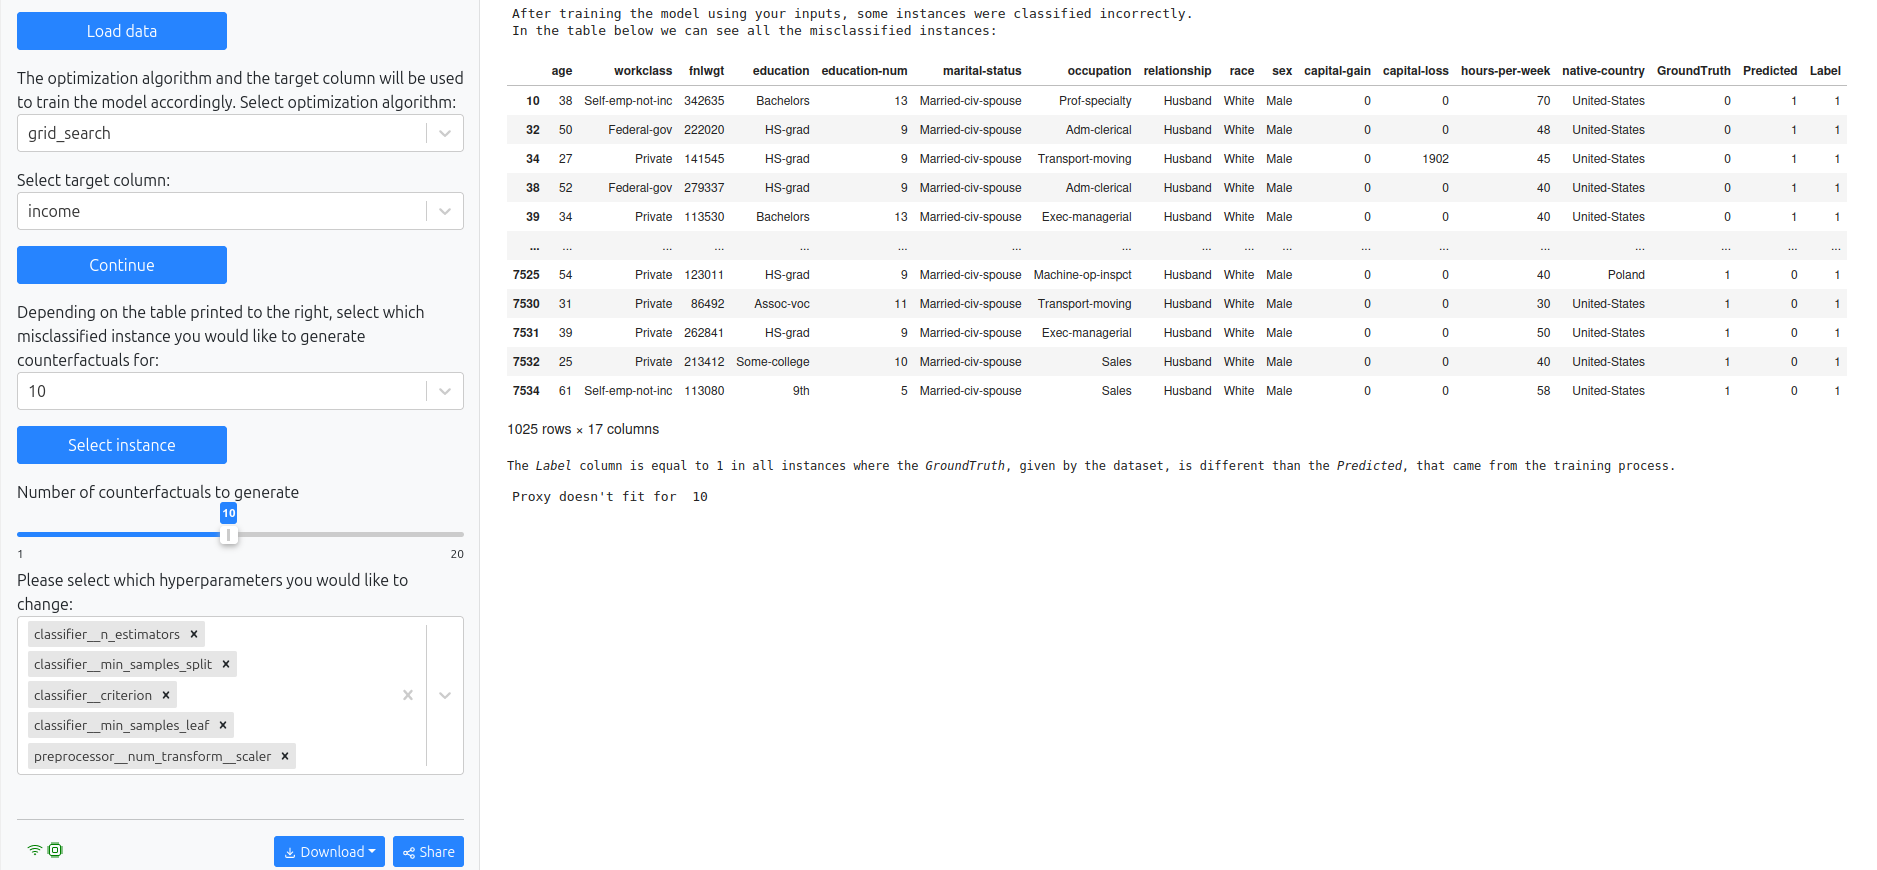 Load data
The optimization algorithm and the target column will be used
to train the model accordingly. Select optimization algorithm:
grid_search
Select target column:
income
Continue
Depending on the table printed to the right, select which
misclassified instance you would like to generate
counterfactuals for:
10
Select instance
Number of counterfactuals to generate
10
1 20
Please select which hyperparameters you would like to
change:
classifier__n_estimators ×
classifier__min_samples_split ×
classifier__criterion ×
classifier__min_samples_leaf ×
preprocessor__num_transform__scaler ×
Download Share
After training the model using your inputs, some instances were classified incorrectly.
In the table below we can see all the misclassified instances:
age workclass fnlwgt education education-num marital-status occupation relationship race sex capital-gain capital-loss hours-per-week native-country GroundTruth Predicted Label
10 38 Self-emp-not-inc 342635 Bachelors 13 Married-civ-spouse Prof-specialty Husband White Male 0 0 70 United-States 0 1 1
32 50 Federal-gov 222020 HS-grad 9 Married-civ-spouse Adm-clerical Husband White Male 0 0 48 United-States 0 1 1
34 27 Private 141545 HS-grad 9 Married-civ-spouse Transport-moving Husband White Male 0 1902 45 United-States 0 1 1
38 52 Federal-gov 279337 HS-grad 9 Married-civ-spouse Adm-clerical Husband White Male 0 0 40 United-States 0 1 1
39 34 Private 113530 Bachelors 13 Married-civ-spouse Exec-managerial Husband White Male 0 0 40 United-States 0 1 1
... ... ... ... ... ... ... ... ... ... ... ... ... ... ... ... ... ...
7525 54 Private 123011 HS-grad 9 Married-civ-spouse Machine-op-inspct Husband White Male 0 0 40 Poland 1 0 1
7530 31 Private 86492 Assoc-voc 11 Married-civ-spouse Transport-moving Husband White Male 0 0 30 United-States 1 0 1
7531 39 Private 262841 HS-grad 9 Married-civ-spouse Exec-managerial Husband White Male 0 0 50 United-States 1 0 1
7532 25 Private 213412 Some-college 10 Married-civ-spouse Sales Husband White Male 0 0 40 United-States 1 0 1
7534 61 Self-emp-not-inc 113080 9th 5 Married-civ-spouse Sales Husband White Male 0 0 58 United-States 1 0 1
1025 rows × 17 columns
The Label column is equal to 1 in all instances where the GroundTruth, given by the dataset, is different than the Predicted, that came from the training process.
Proxy doesn't fit for 10